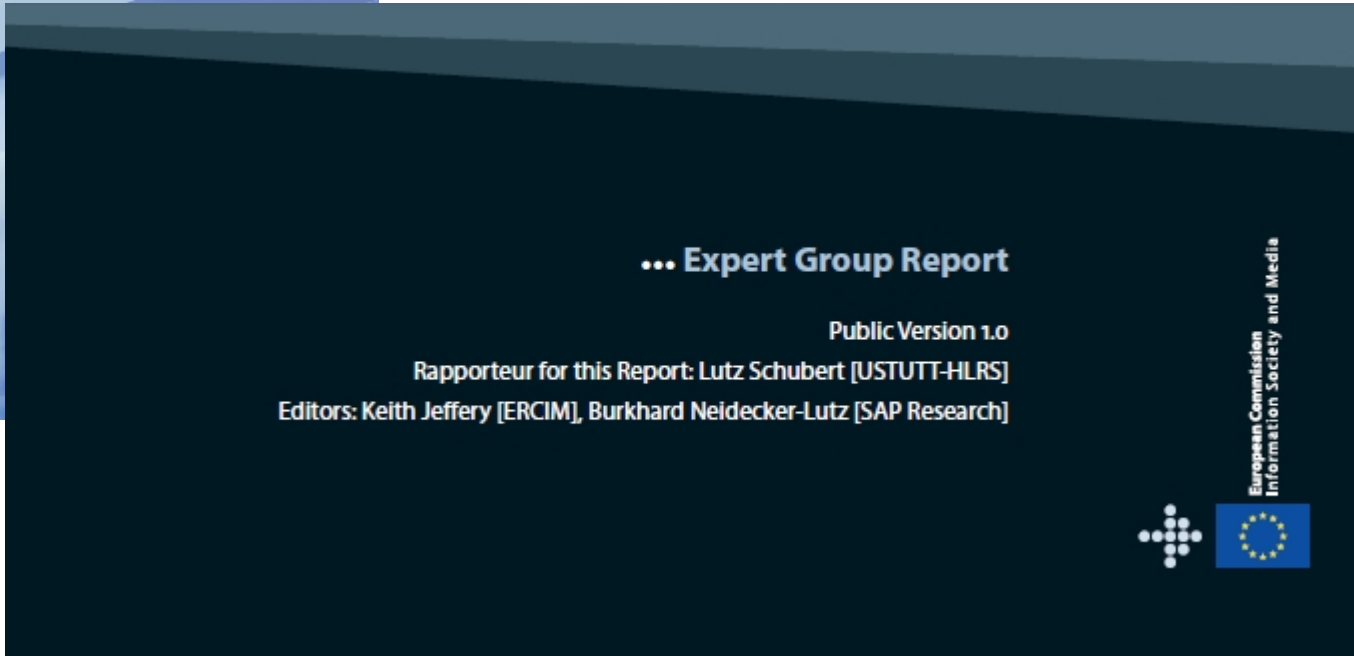 ... Expert Group Report
Public Version 1.0
Rapporteur for this Report: Lutz Schubert [USTUTT-HLRS]
Editors: Keith Jeffery [ERCIM], Burkhard Neidecker-Lutz [SAP Research]
European Commission
Information Society and Media